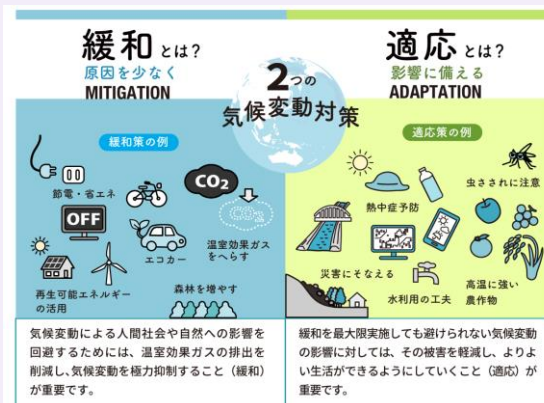 緩和とは?
原因を少なく
MITIGATION
2つの
気候変動対策
適応とは?
影響に備える
ADAPTATION
緩和策の例
節電・省エネ
OFF
CO2
CO2
エコカー
温室効果ガス
をへらす
再生可能エネルギー
の活用
森林を増やす
適応策の例
虫さされに注意
熱中症予防
災害にそなえる
水利用の工夫
高温に強い
農作物
気候変動による人間社会や自然への影響を
回避するためには、温室効果ガスの排出を
削減し、気候変動を極力抑制すること(緩和)
が重要です。
緩和を最大限実施しても避けられない気候変動
の影響に対しては、その被害を軽減し、よりよ
い生活ができるようにしていくこと(適応)が
重要です。